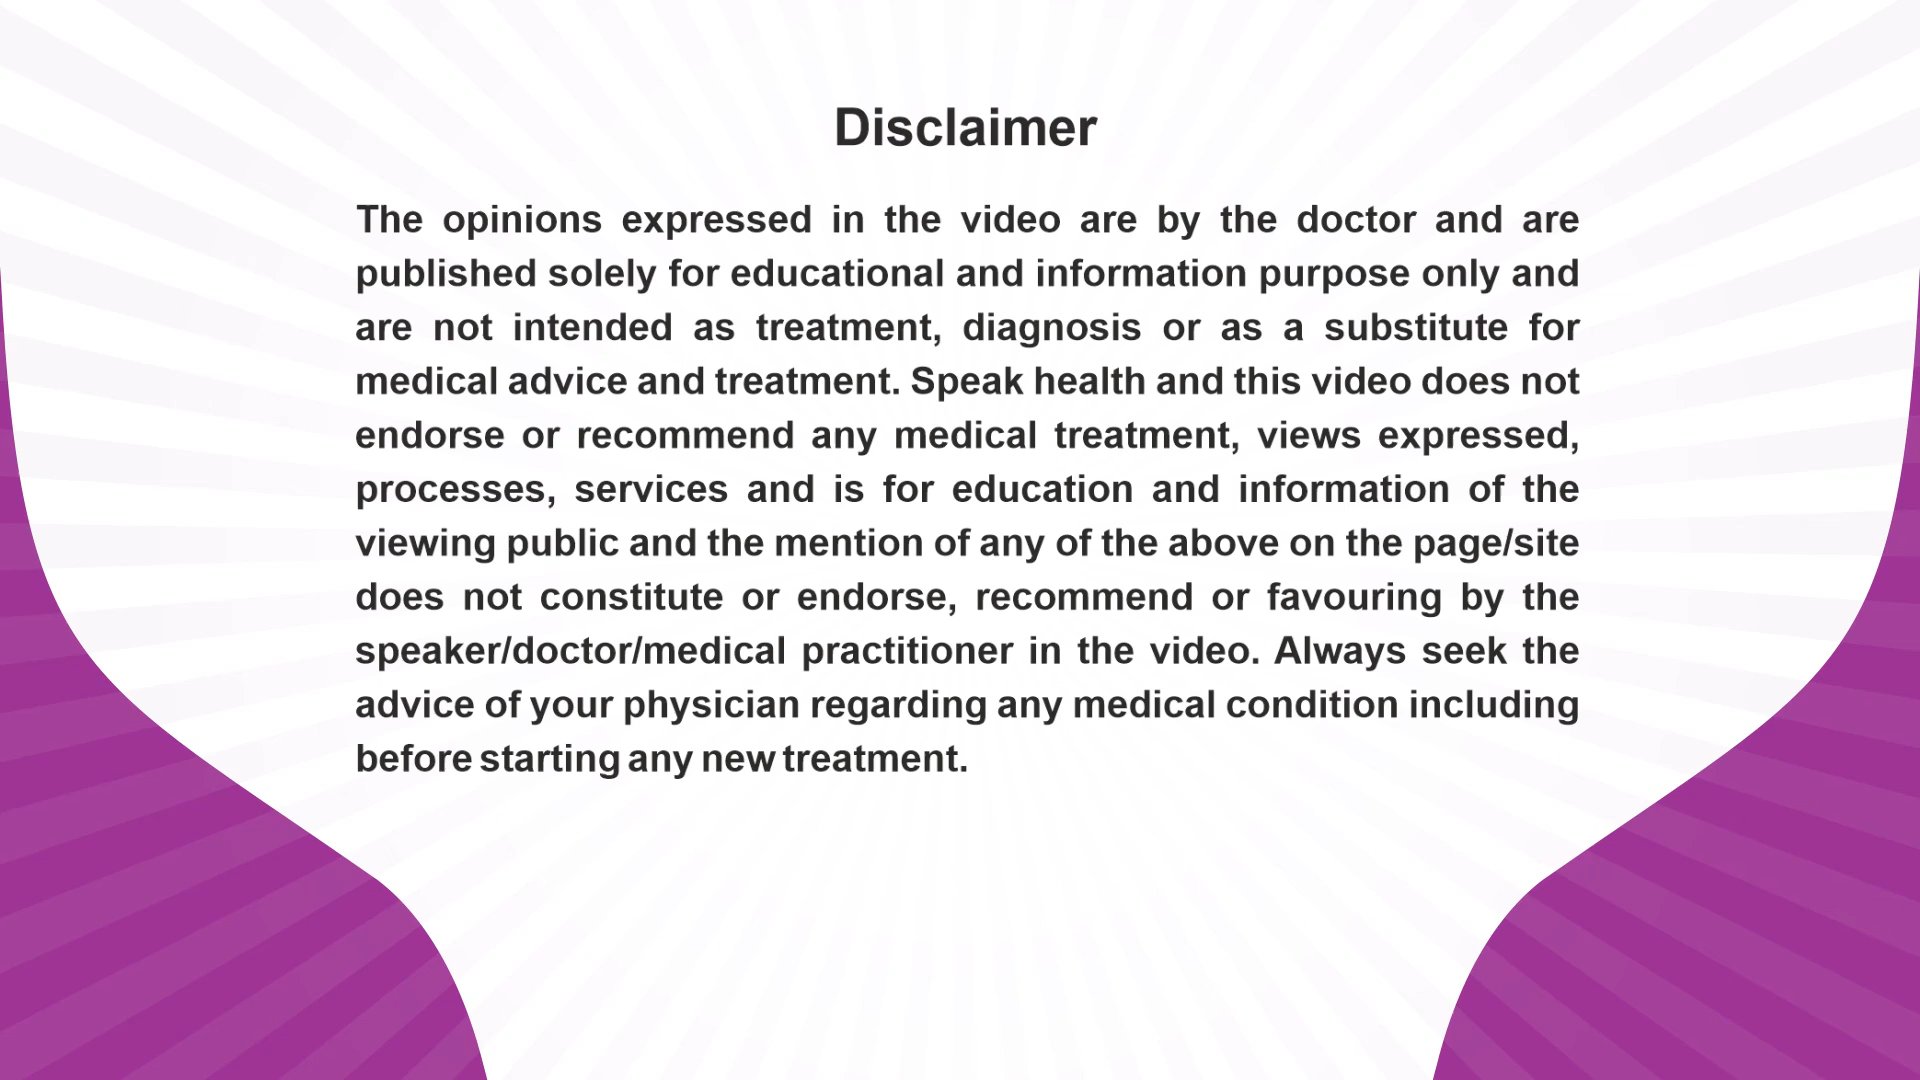 Disclaimer
The opinions expressed in the video are by the doctor and are
published solely for educational and information purpose only and
are not intended as treatment, diagnosis or as a substitute for
medical advice and treatment. Speak health and this video does not
endorse or recommend any medical treatment, views expressed,
processes, services and is for education and information of the
viewing public and the mention of any of the above on the page/site
does not constitute or endorse, recommend or favouring by the
speaker/doctor/medical practitioner in the video. Always seek the
advice of your physician regarding any medical condition including
before starting any new treatment.